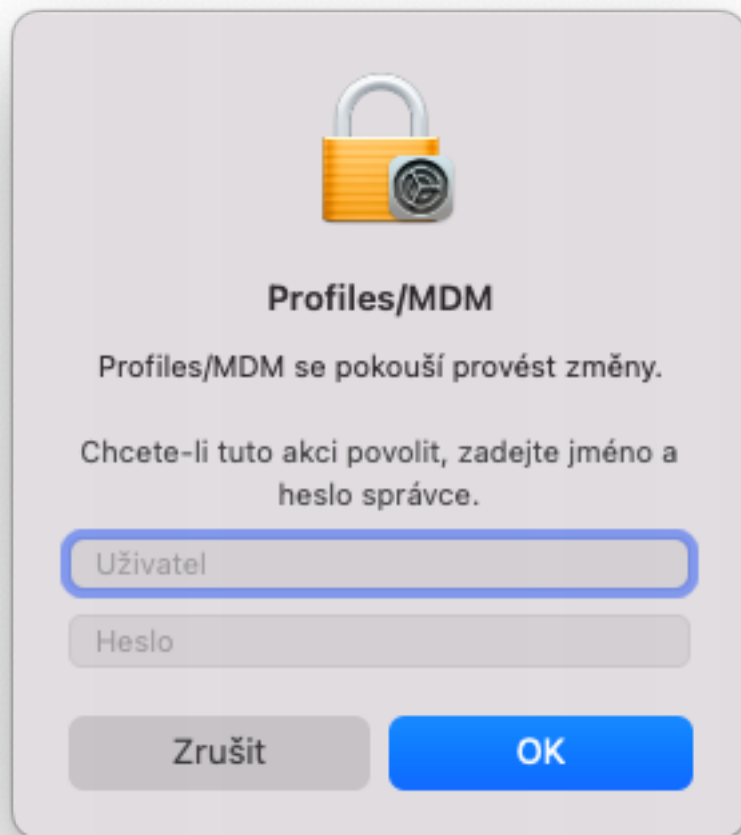 Profiles/MDM
Profiles/MDM se pokouší provést změny.
Chcete-li tuto akci povolit, zadejte jméno a
heslo správce.
Uživatel
Heslo
Zrušit
OK